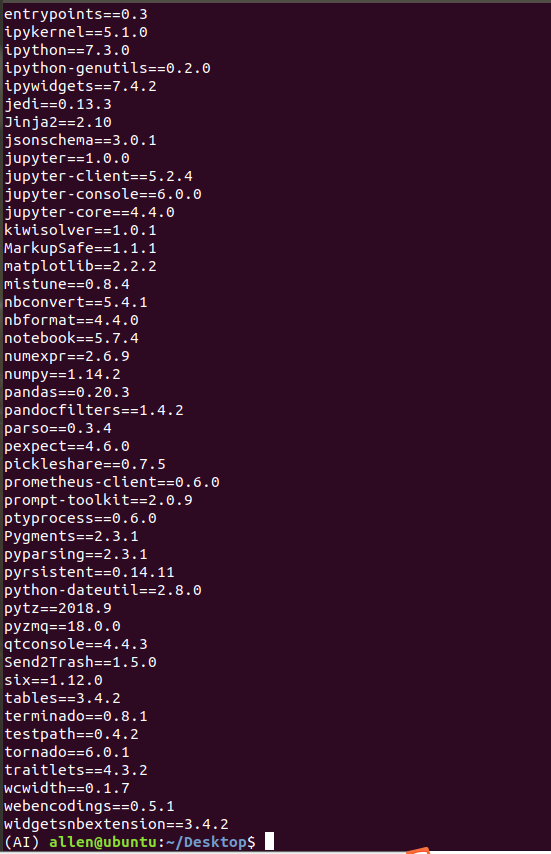 entrypoints==0.3
ipykernel==5.1.0
ipython==7.3.0
ipython-genutils==0.2.0
ipywidgets==7.4.2
jedi==0.13.3
Jinja2==2.10
jsonschema==3.0.1
jupyter==1.0.0
jupyter-client==5.2.4
jupyter-console==6.0.0
jupyter-core==4.4.0
kiwisolver==1.0.1
MarkupSafe==1.1.1
matplotlib==2.2.2
mistune==0.8.4
nbconvert==5.4.1
nbformat==4.4.0
notebook==5.7.4
numexpr==2.6.9
numpy==1.14.2
pandas==0.20.3
pandocfilters==1.4.2
parso==0.3.4
pexpect==4.6.0
pickleshare==0.7.5
prometheus-client==0.6.0
prompt-toolkit==2.0.9
ptyprocess==0.6.0
Pygments==2.3.1
pyparsing==2.3.1
pyrsistent==0.14.11
python-dateutil==2.8.0
pytz==2018.9
pyzmq==18.0.0
qtconsole==4.4.3
Send2Trash==1.5.0
six==1.12.0
tables==3.4.2
terminado==0.8.1
testpath==0.4.2
tornado==6.0.1
traitlets==4.3.2
wcwidth==0.1.7
webencodings==0.5.1
widgetsnbextension==3.4.2
(AI) allen@ubuntu:~/Desktop$